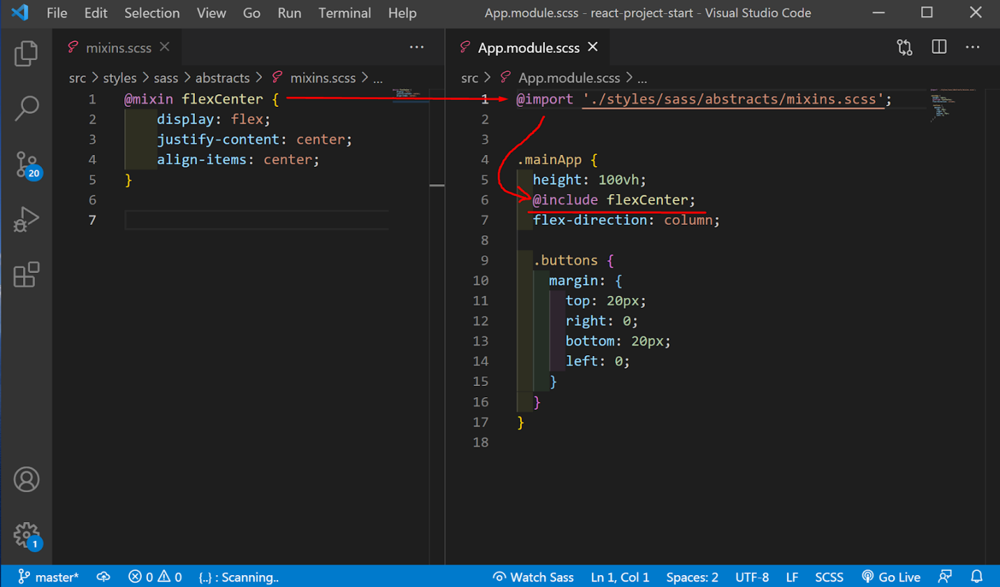 File Edit Selection View Go Run Terminal Help App.module.scss - react-project-start - Visual Studio Code
mixins.scss
src > styles > sass > abstracts > mixins.scss > ...
1 @mixin flexCenter {
2 display: flex;
3 justify-content: center;
4 align-items: center;
5 }
6
7
App.module.scss
src > App.module.scss > ...
1 @import './styles/sass/abstracts/mixins.scss';
2
3
4 .mainApp {
5 height: 100vh;
6 @include flexCenter;
7 flex-direction: column;
8
9 .buttons {
10 margin: {
11 top: 20px;
12 right: 0;
13 bottom: 20px;
14 left: 0;
15 }
16 }
17 }
18
20
1
master* 0 0 {..} : Scanning.. Watch Sass Ln 1, Col 1 Spaces: 2 UTF-8 LF SCSS Go Live